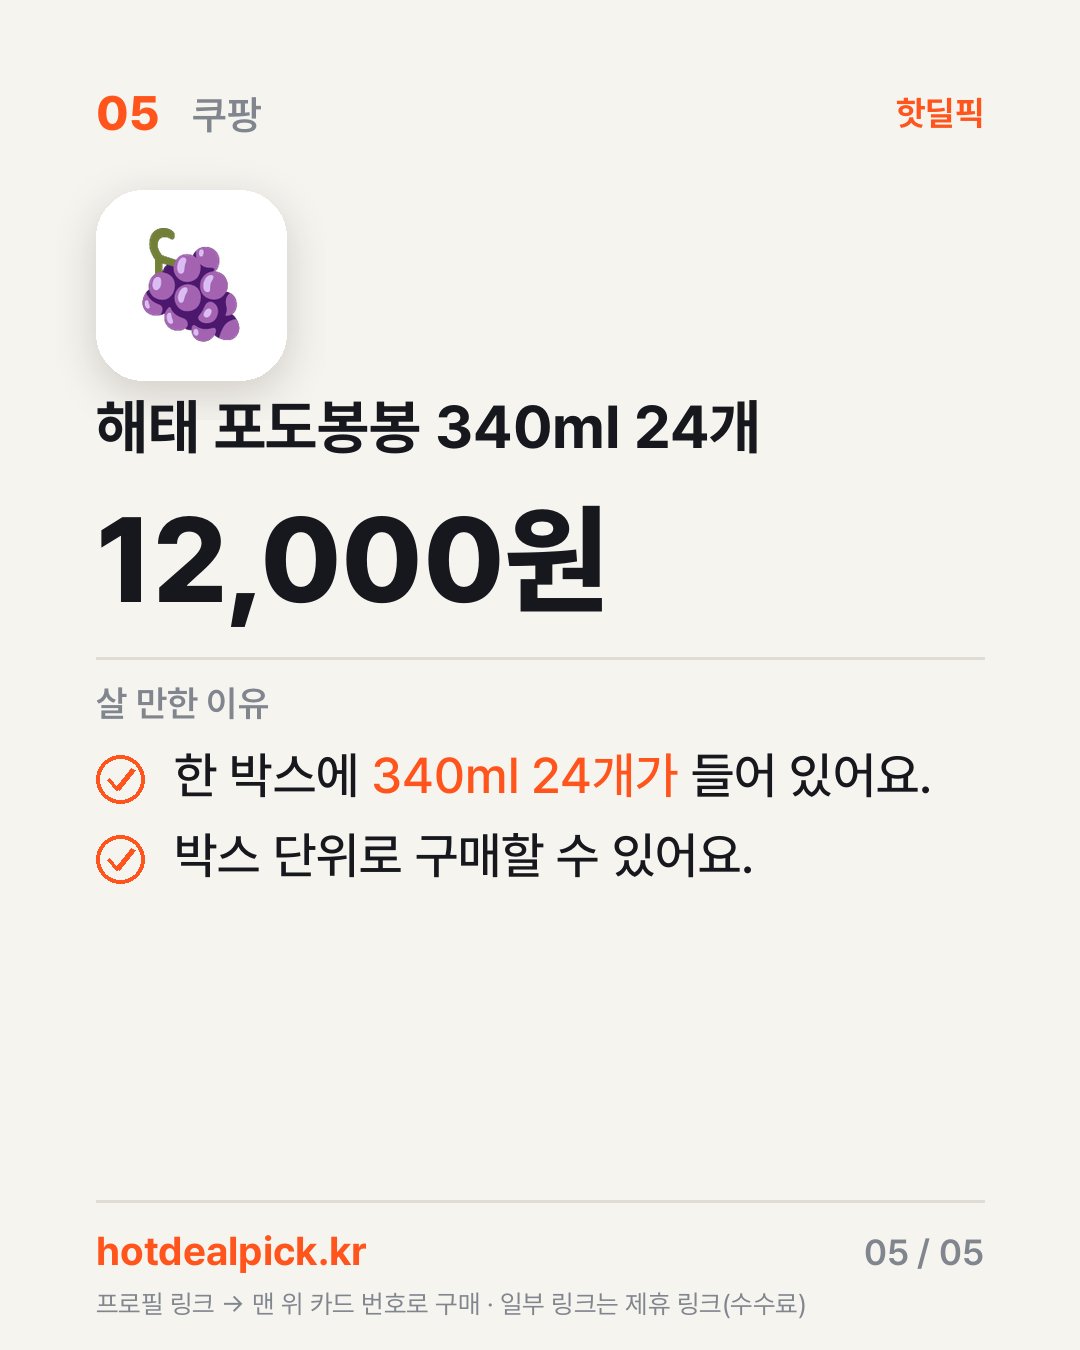 05 쿠팡
핫딜픽
해태 포도봉봉 340ml 24개
12,000원
살 만한 이유
한 박스에 340ml 24개가 들어 있어요.
박스 단위로 구매할 수 있어요.
hotdealpick.kr
05 / 05
프로필 링크 → 맨 위 카드 번호로 구매 · 일부 링크는 제휴 링크(수수료)